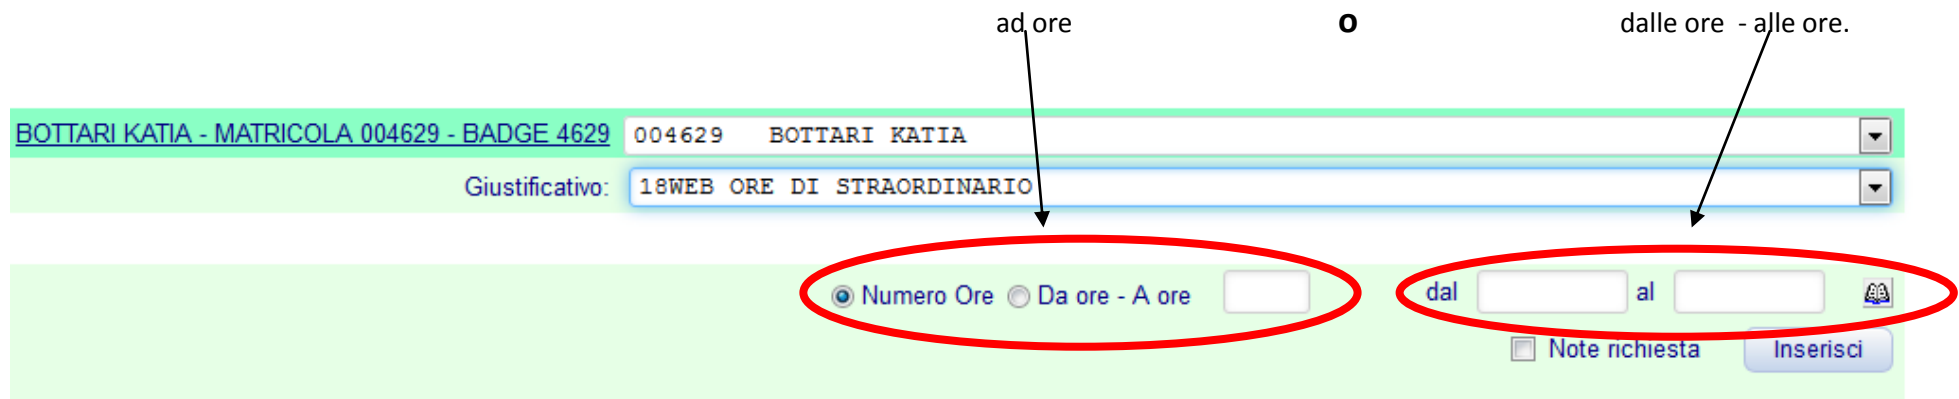 ad ore o dalle ore - alle ore.
BOTTARI KATIA - MATRICOLA 004629 - BADGE 4629 004629 BOTTARI KATIA
Giustificativo: 18WEB ORE DI STRAORDINARIO
Numero Ore Da ore - A ore dal al
Note richiesta Inserisci